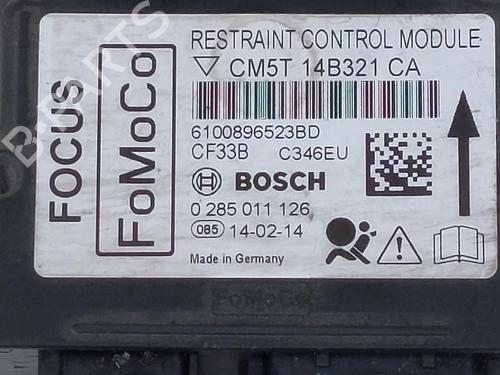 RESTRAINT CONTROL MODULE
CM5T 14B321 CA
6100896523BD
CF33B C346EU
BOSCH
0 285 011 126
085 14-02-14
Made in Germany
FOCUS
FoMoCo
FoMoCo